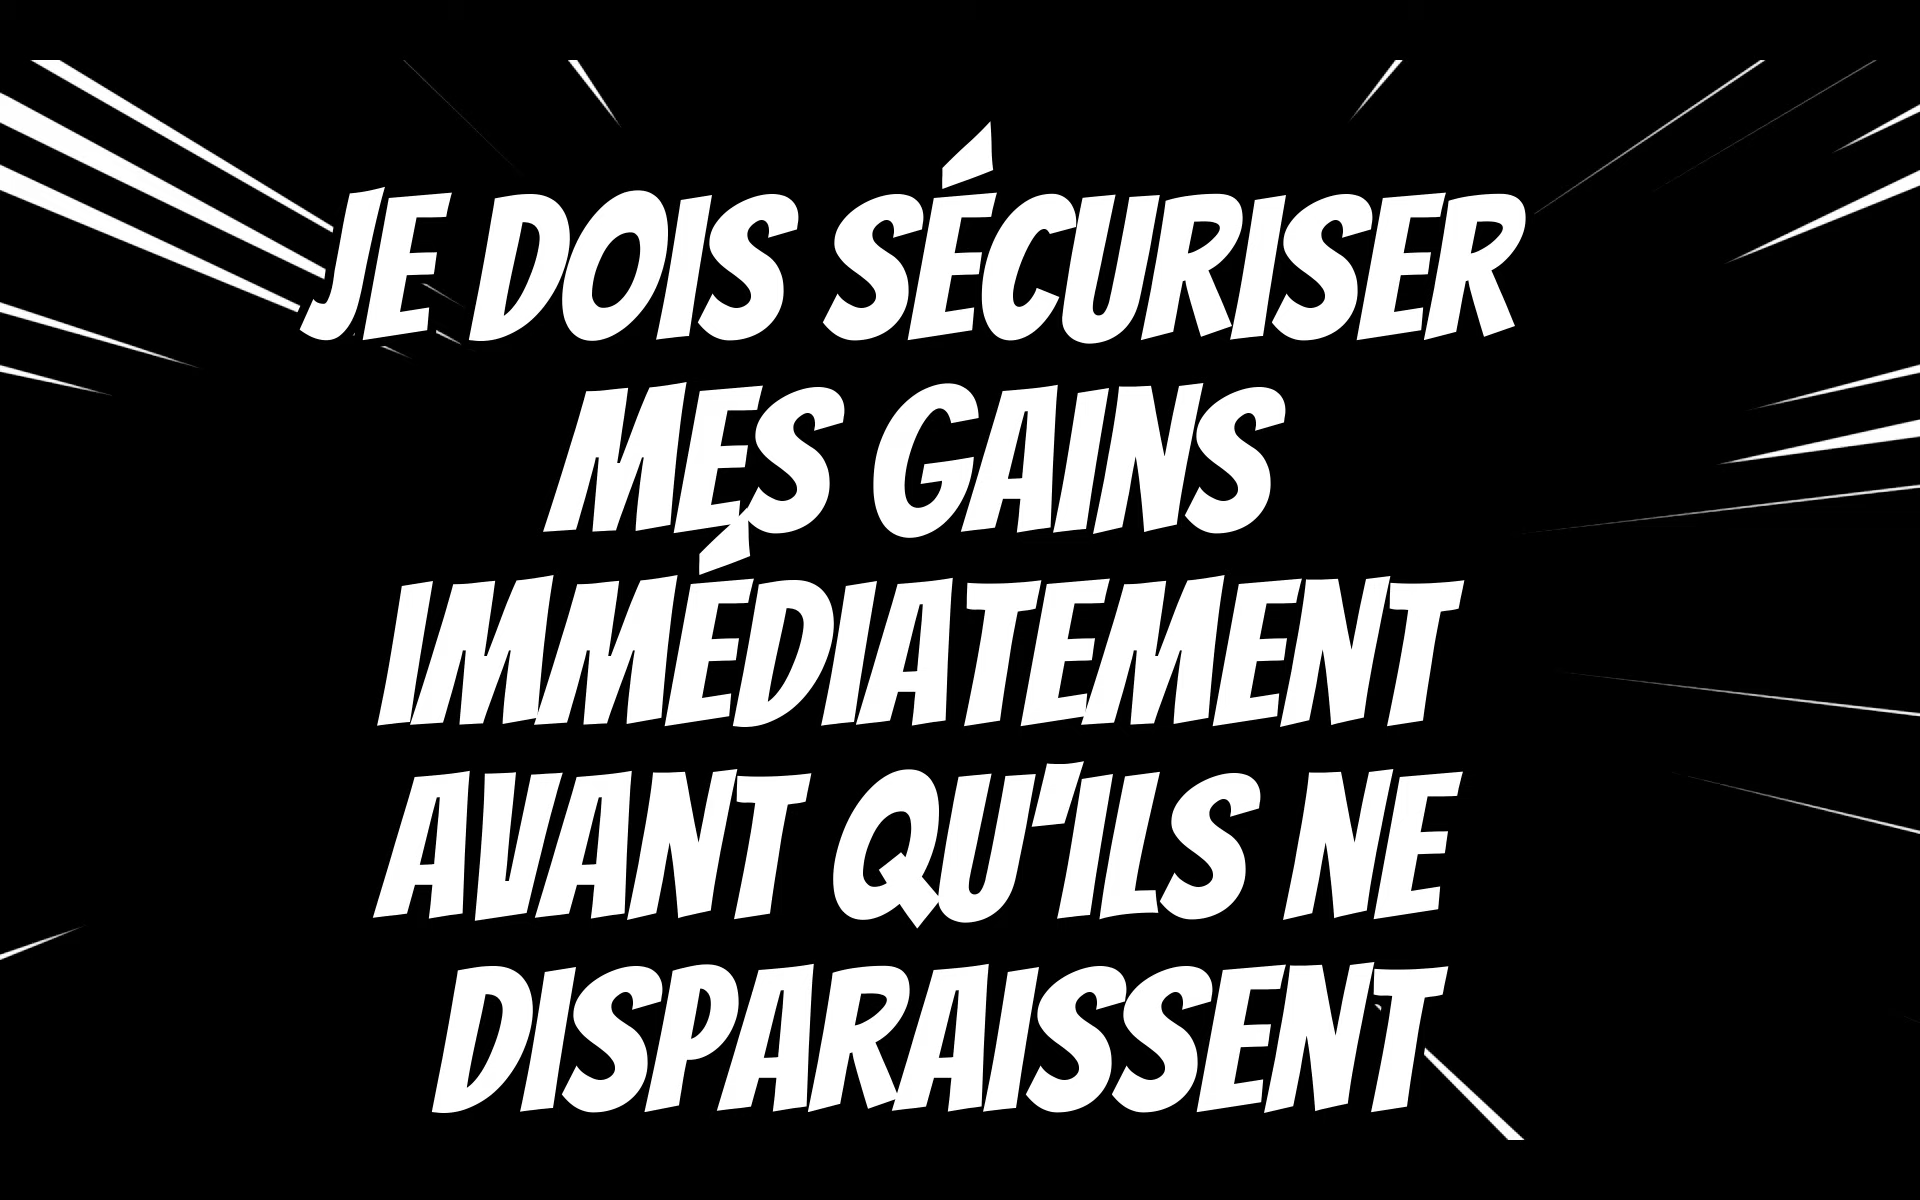 JE DOIS SÉCURISER
MES GAINS
IMMÉDIATEMENT
AVANT QU'ILS NE
DISPARAISSENT